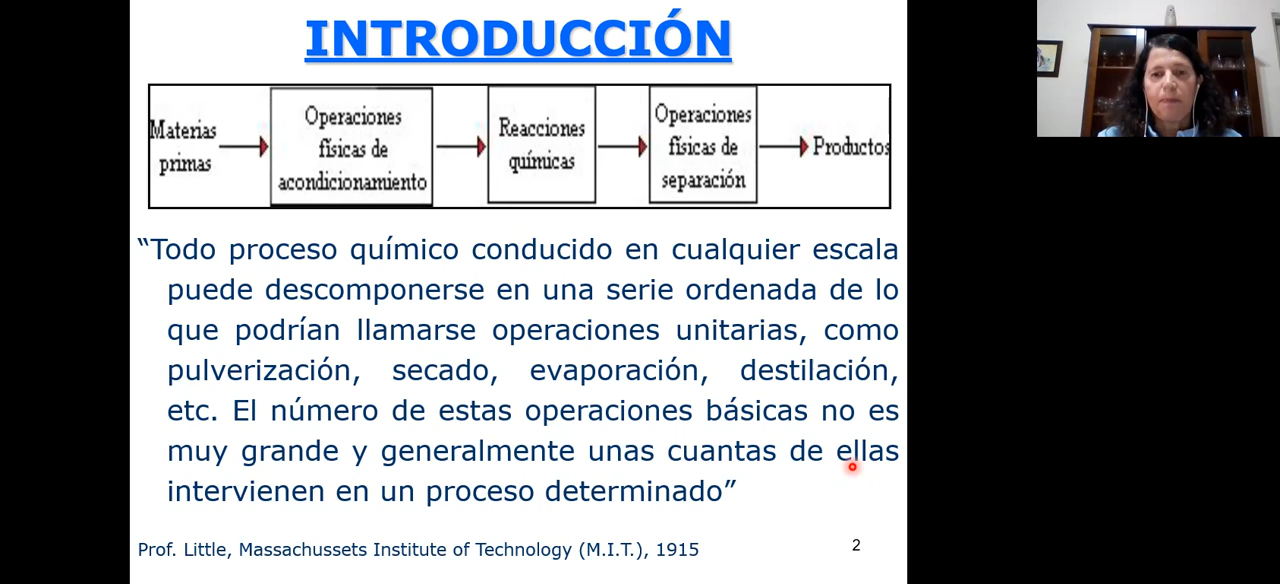 INTRODUCCIÓN
Materias
primas
Operaciones
físicas de
acondicionamiento
Reacciones
químicas
Operaciones
físicas de
separación
Productos
“Todo proceso químico conducido en cualquier escala
puede descomponerse en una serie ordenada de lo
que podrían llamarse operaciones unitarias, como
pulverización, secado, evaporación, destilación,
etc. El número de estas operaciones básicas no es
muy grande y generalmente unas cuantas de ellas
intervienen en un proceso determinado”
Prof. Little, Massachussets Institute of Technology (M.I.T.), 1915
2